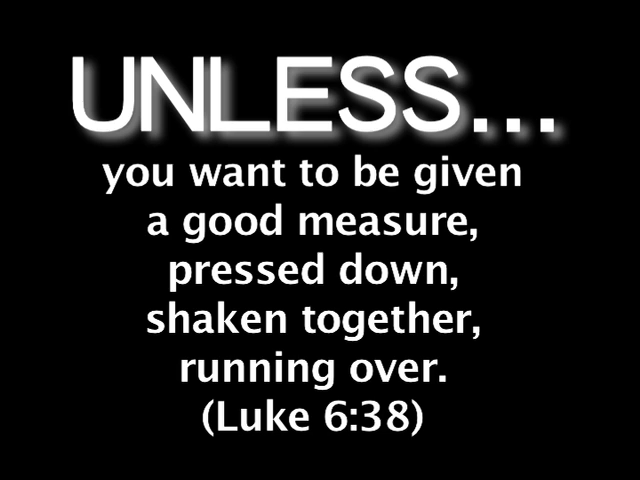 UNLESS...
you want to be given
a good measure,
pressed down,
shaken together,
running over.
(Luke 6:38)